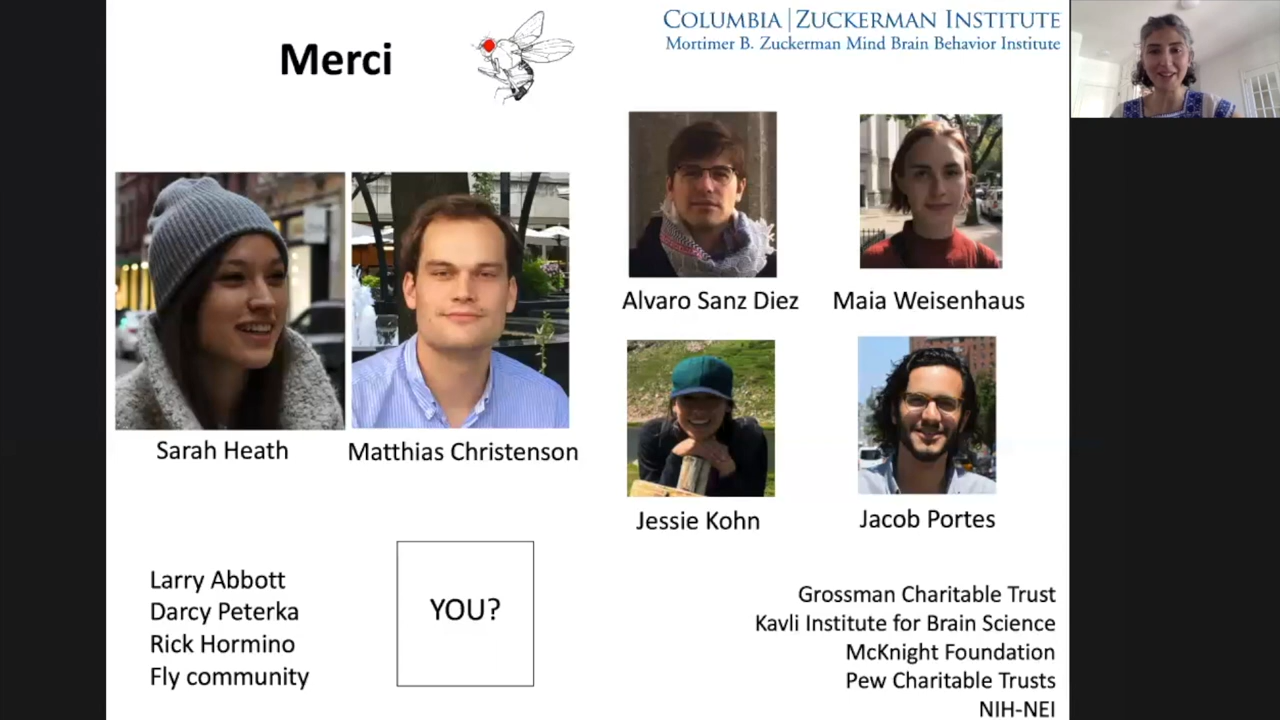 Merci
COLUMBIA | ZUCKERMAN INSTITUTE
Mortimer B. Zuckerman Mind Brain Behavior Institute
Sarah Heath
Matthias Christenson
Alvaro Sanz Diez
Maia Weisenhaus
Jessie Kohn
Jacob Portes
Larry Abbott
Darcy Peterka
Rick Hormino
Fly community
YOU?
Grossman Charitable Trust
Kavli Institute for Brain Science
McKnight Foundation
Pew Charitable Trusts
NIH-NEI